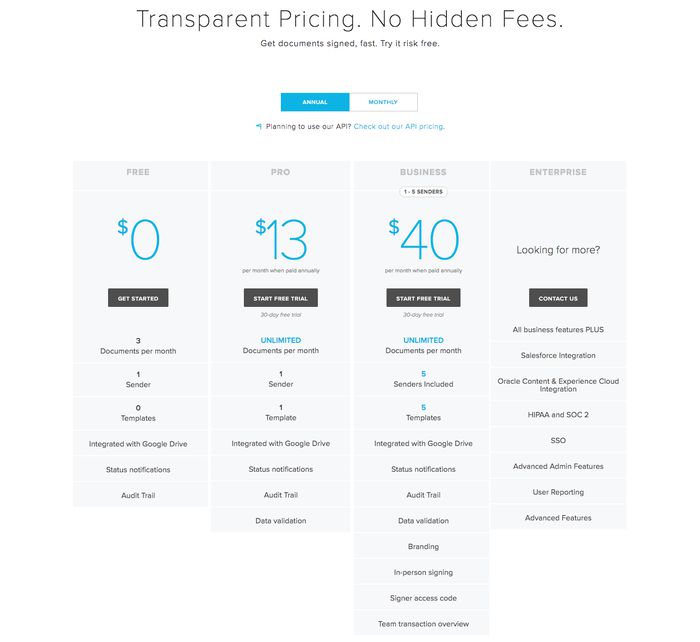 Transparent Pricing. No Hidden Fees.
Get documents signed, fast. Try it risk free.
ANNUAL
MONTHLY
Planning to use our API? Check out our API pricing.
FREE
$0
GET STARTED
3
Documents per month
1
Sender
0
Templates
Integrated with Google Drive
Status notifications
Audit Trail
PRO
$13
per month when paid annually
START FREE TRIAL
30-day free trial
UNLIMITED
Documents per month
1
Sender
1
Template
Integrated with Google Drive
Status notifications
Audit Trail
Data validation
BUSINESS
1 - 5 SENDERS
$40
per month when paid annually
START FREE TRIAL
30-day free trial
UNLIMITED
Documents per month
5
Senders Included
5
Templates
Integrated with Google Drive
Status notifications
Audit Trail
Data validation
Branding
In-person signing
Signer access code
Team transaction overview
ENTERPRISE
Looking for more?
CONTACT US
All business features PLUS
Salesforce Integration
Oracle Content & Experience Cloud
Integration
HIPAA and SOC 2
SSO
Advanced Admin Features
User Reporting
Advanced Features